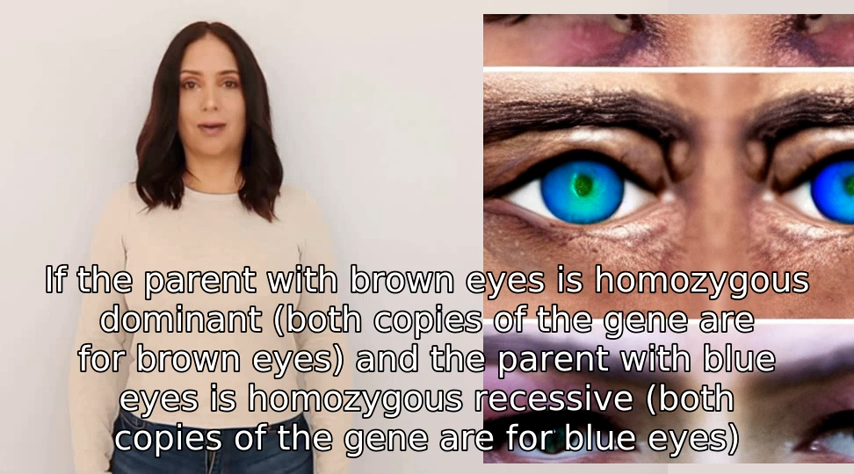 If the parent with brown eyes is homozygous
dominant (both copies of the gene are
for brown eyes) and the parent with blue
eyes is homozygous recessive (both
copies of the gene are for blue eyes)